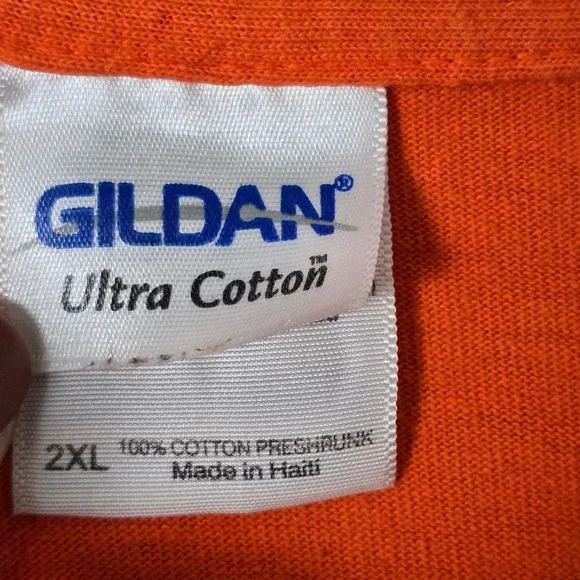 GILDAN®
Ultra Cotton™
2XL 100% COTTON PRESHRUNK
Made in Haiti